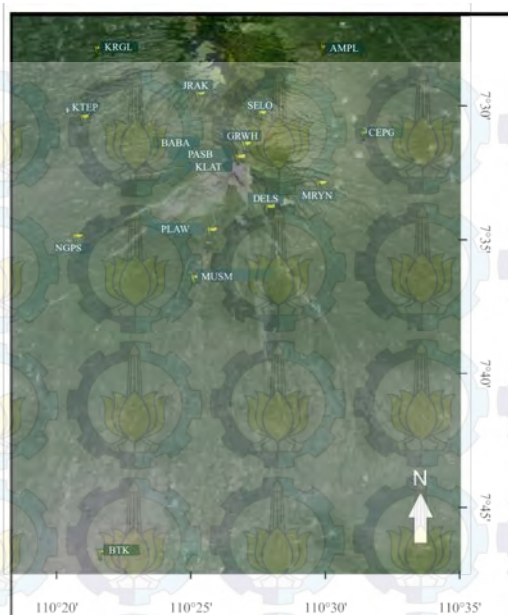 KRGL
AMPL
JRAK
KTEP
SELO
7°30'
CEPG
GRWH
BABA
PASB
KLAT
MRYN
DELS
PLAW
7°35'
NGPS
MUSM
7°40'
N
7°45'
BTK
110°20' 110°25' 110°30' 110°35'